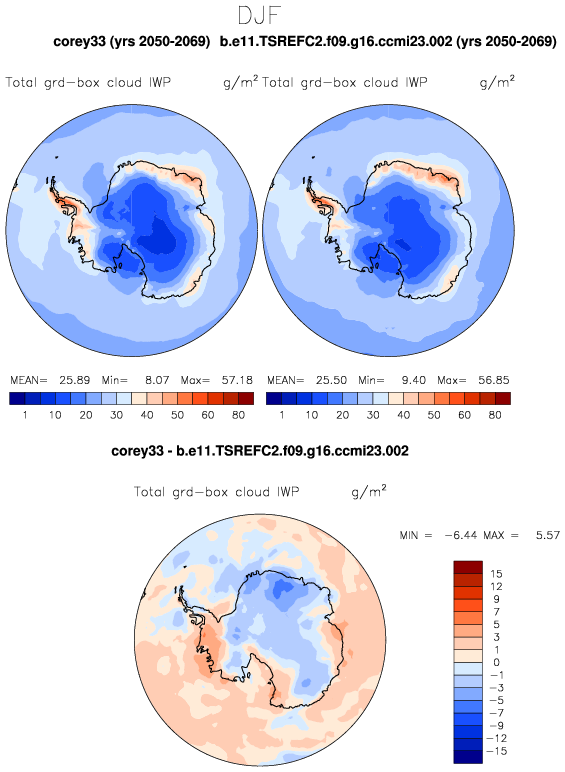 DJF
corey33 (yrs 2050-2069) b.e11.TSREFC2.f09.g16.ccmi23.002 (yrs 2050-2069)
Total grd-box cloud IWP g/m² Total grd-box cloud IWP g/m²
MEAN= 25.89 Min= 8.07 Max= 57.18 MEAN= 25.50 Min= 9.40 Max= 56.85
1 10 20 30 40 50 60 80 1 10 20 30 40 50 60 80
corey33 - b.e11.TSREFC2.f09.g16.ccmi23.002
Total grd-box cloud IWP g/m²
MIN = -6.44 MAX = 5.57
15
12
9
7
5
3
1
0
-1
-3
-5
-7
-9
-12
-15